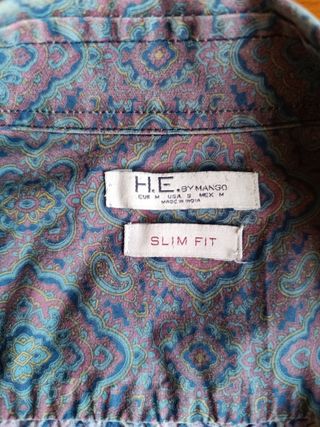 H.E. BY MANGO
EUR M USA S MEX M
MADE IN INDIA
SLIM FIT